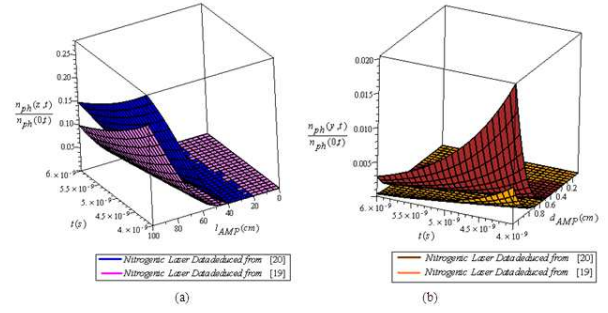 0.25
0.20
n_ph(z,t)
n_ph(0,t)
0.15
0.10
0.05
6. × 10^-9
5.5 × 10^-9
5. × 10^-9
4.5 × 10^-9
4. × 10^-9
t(s)
100
80
60
40
20
0
l_AMP(cm)
Nitrogenic Laser Data deduced from [20]
Nitrogenic Laser Data deduced from [19]
(a)
0.020
0.015
n_ph(y,t)
n_ph(0,t)
0.010
0.005
6. × 10^-9
5.5 × 10^-9
5. × 10^-9
4.5 × 10^-9
4. × 10^-9
t(s)
1
0.8
0.6
0.4
0.2
d_AMP(cm)
Nitrogenic Laser Data deduced from [20]
Nitrogenic Laser Data deduced from [19]
(b)